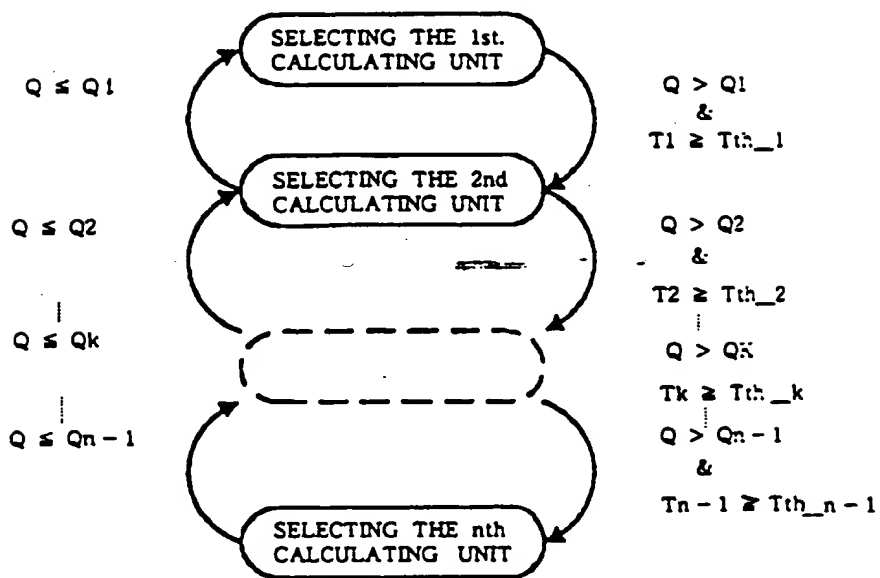 SELECTING THE 1st.
CALCULATING UNIT
Q ≤ Q1
Q > Q1
&
T1 ≧ Tth_1
SELECTING THE 2nd
CALCULATING UNIT
Q ≤ Q2
Q > Q2
&
T2 ≧ Tth_2
Q ≤ Qk
Q > QK
Tk ≧ Tth_k
Q ≤ Qn-1
Q > Qn-1
&
Tn-1 ≧ Tth_n-1
SELECTING THE nth
CALCULATING UNIT